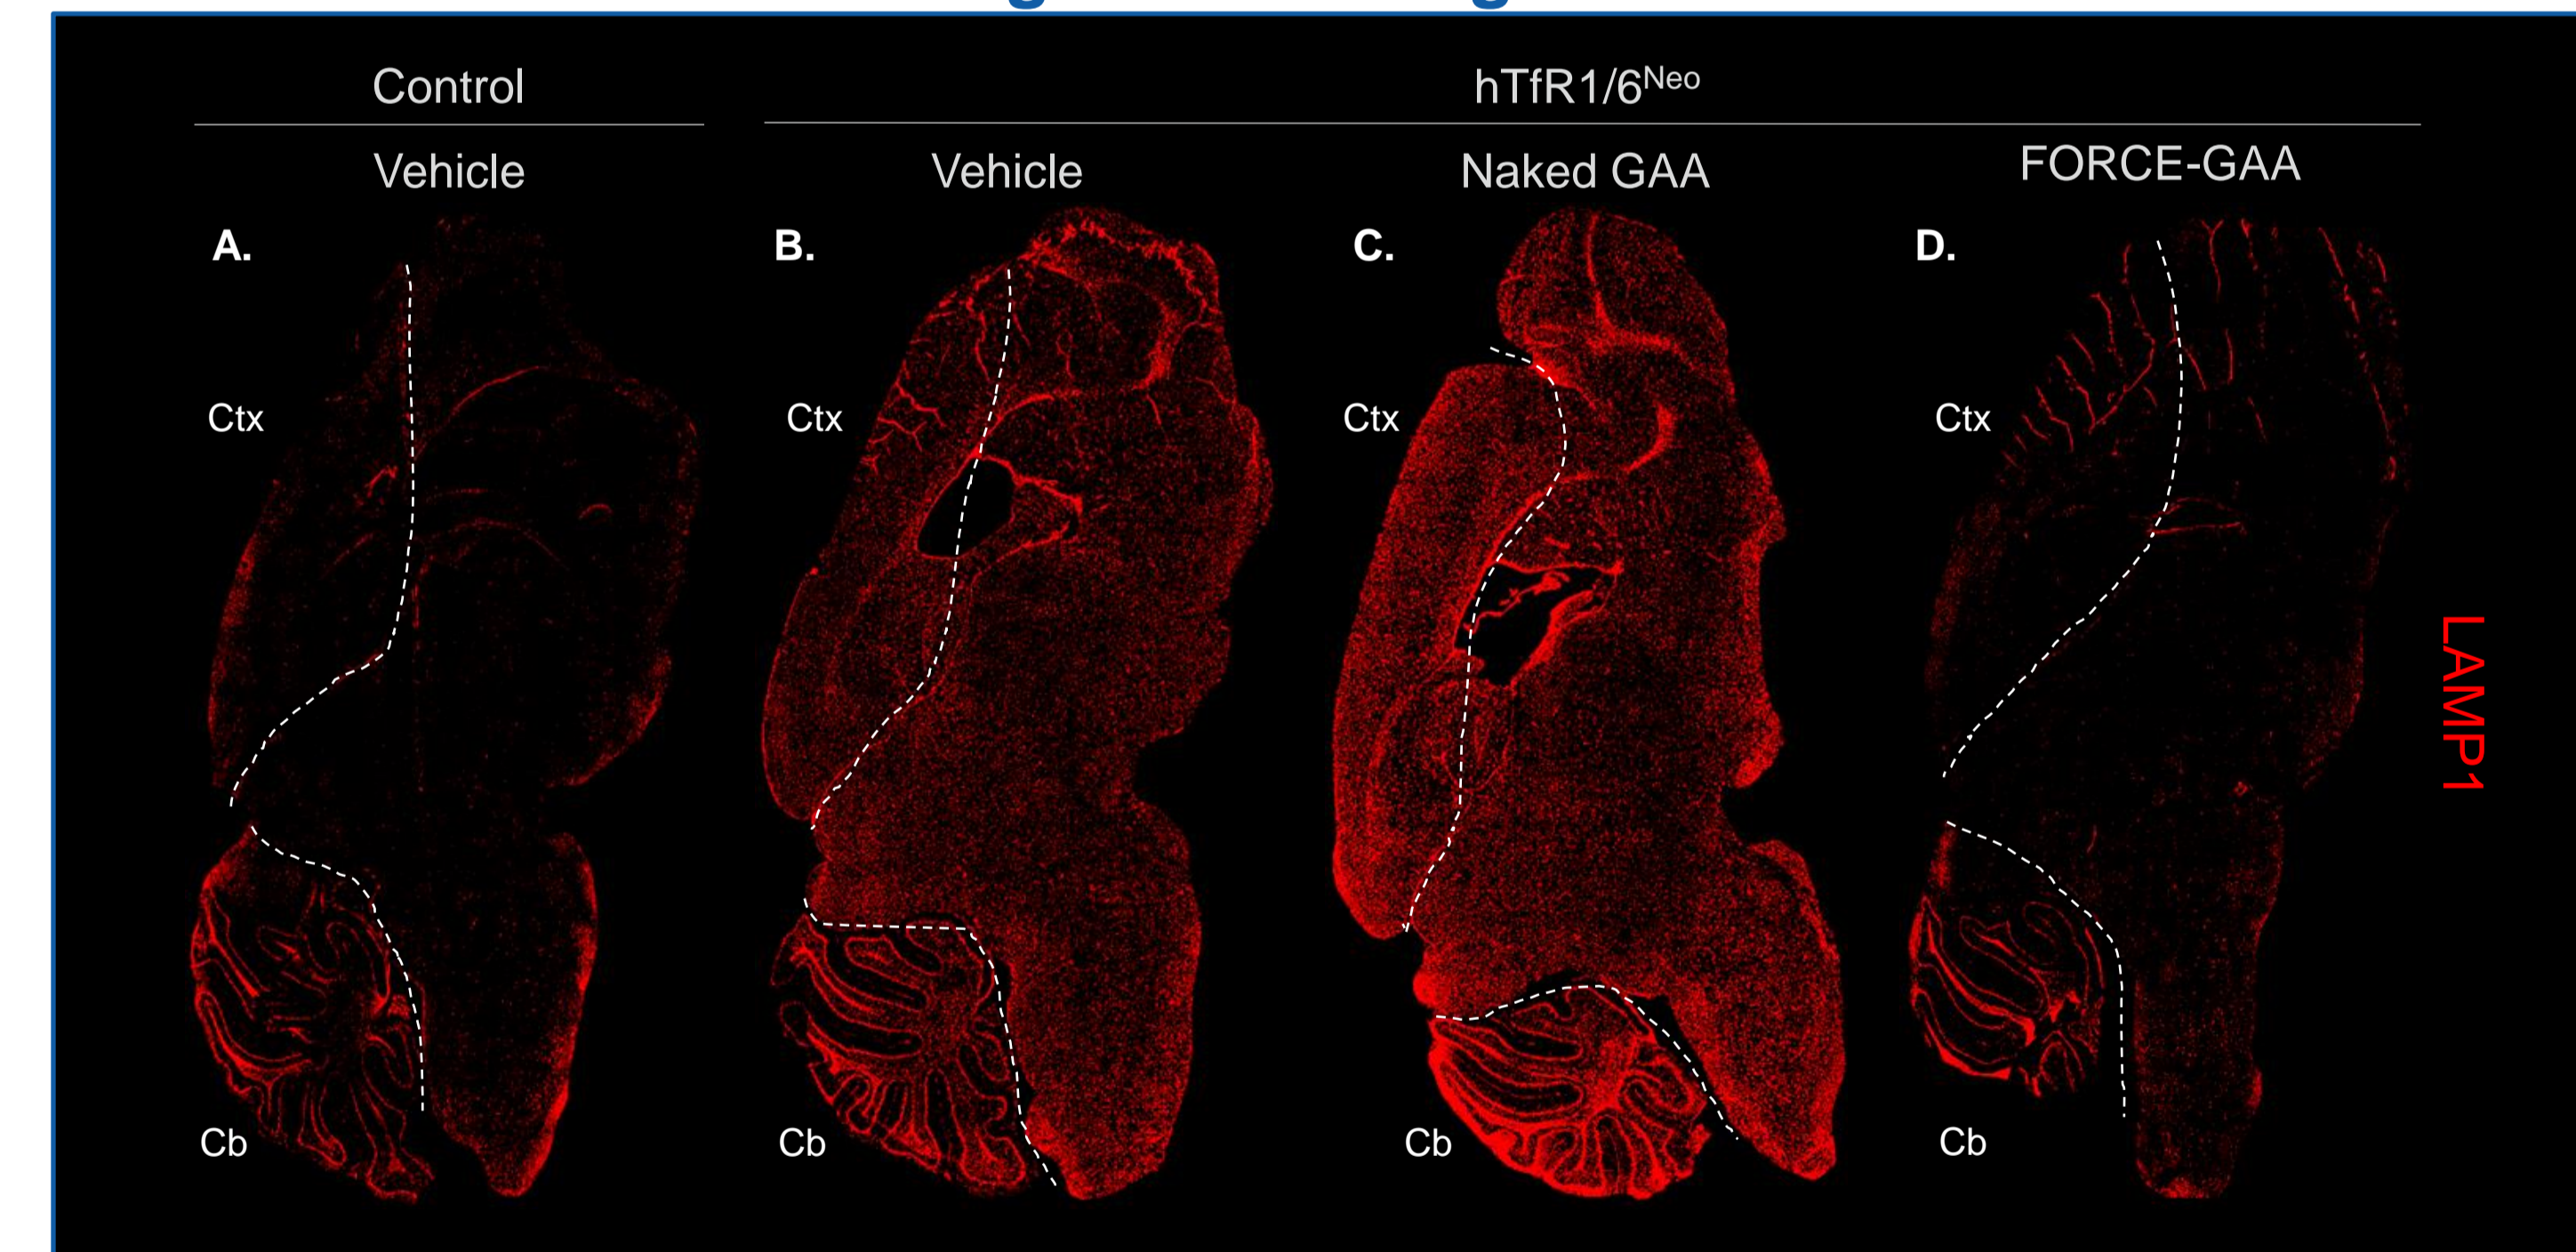 Control
hTfR1/6Neo
Vehicle
Vehicle
Naked GAA
FORCE-GAA
A.
B.
C.
D.
Ctx
Ctx
Ctx
Ctx
LAMP1
Cb
Cb
Cb
Cb